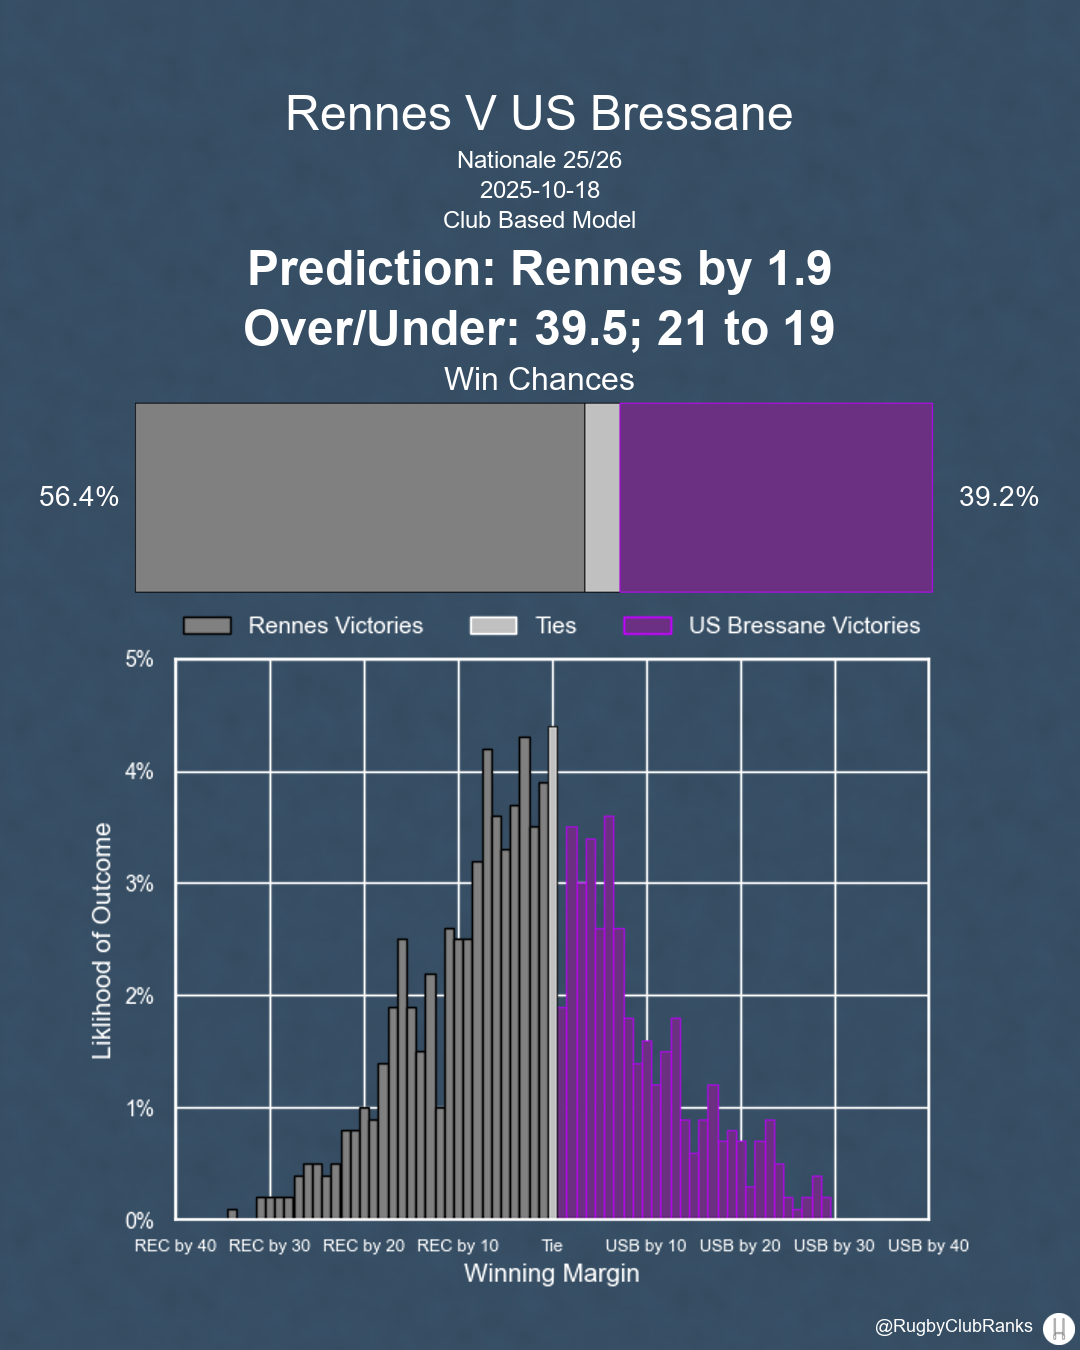 Rennes V US Bressane
Nationale 25/26
2025-10-18
Club Based Model
Prediction: Rennes by 1.9
Over/Under: 39.5; 21 to 19
Win Chances
56.4%
39.2%
Rennes Victories
Ties
US Bressane Victories
5%
4%
3%
2%
1%
0%
Liklihood of Outcome
REC by 40
REC by 30
REC by 20
REC by 10
Tie
USB by 10
USB by 20
USB by 30
USB by 40
Winning Margin
@RugbyClubRanks